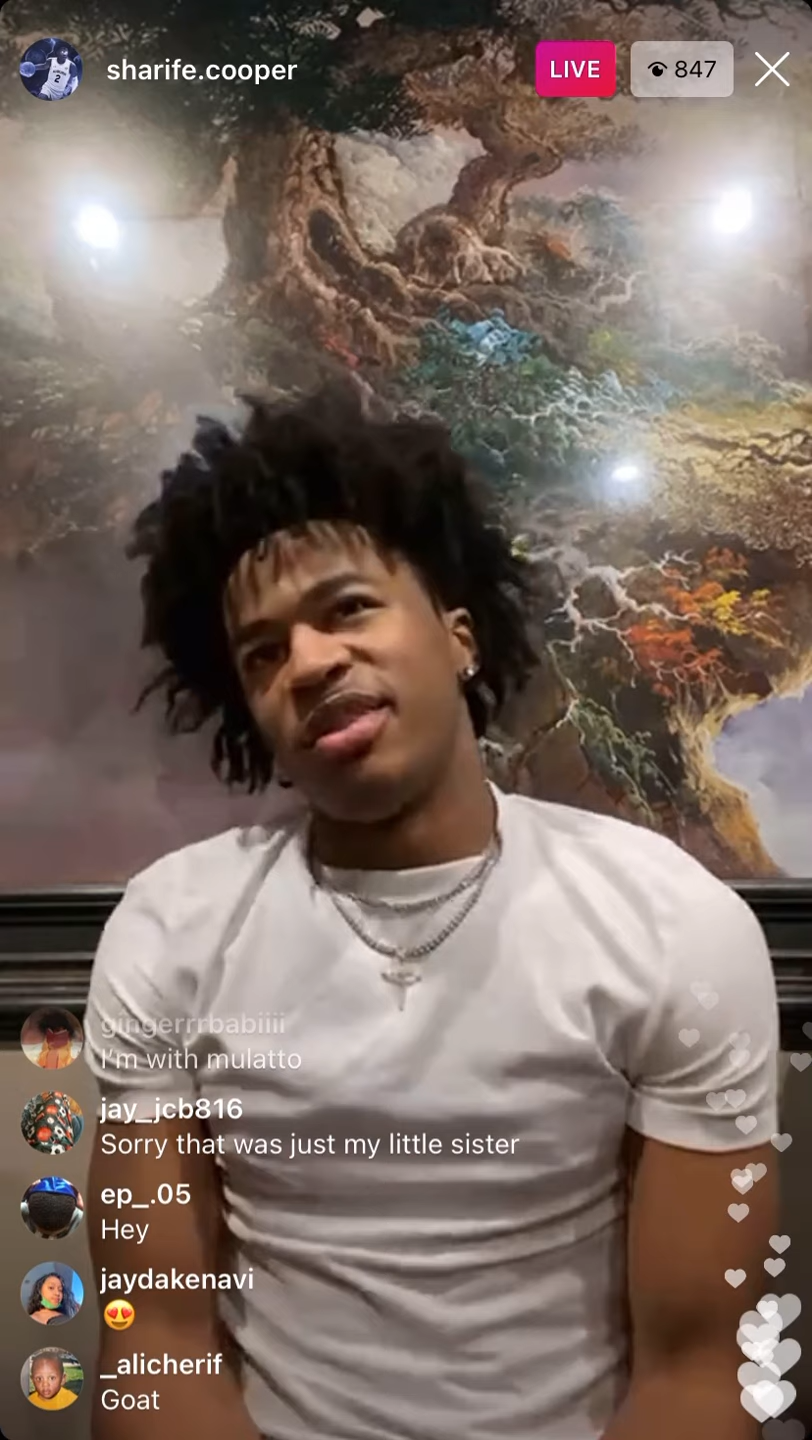 sharife.cooper
LIVE
847
gingerrrbabiiii
I'm with mulatto
jay_jcb816
Sorry that was just my little sister
ep_.05
Hey
jaydakenavi
😍
_alicherif
Goat